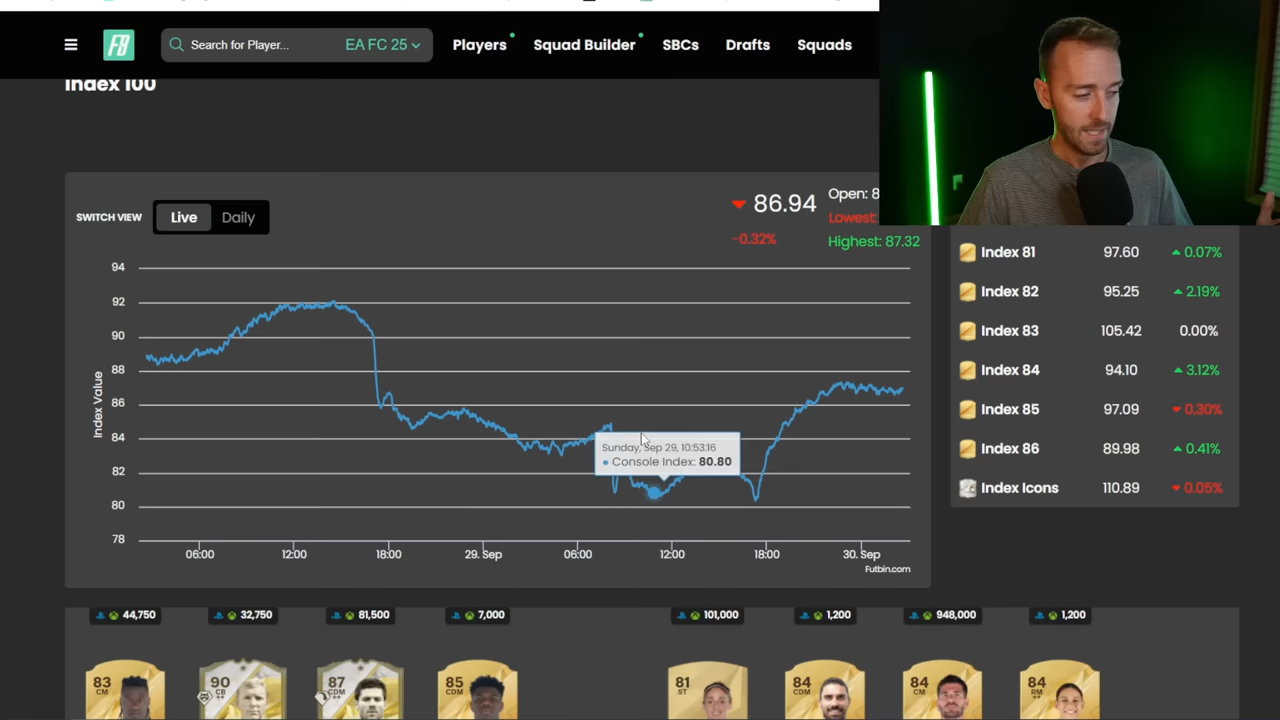 FB
Search for Player...
EA FC 25
Players
Squad Builder
SBCs
Drafts
Squads
Index 100
SWITCH VIEW
Live
Daily
86.94
-0.32%
Open: 8
Lowest:
Highest: 87.32
94
92
90
88
86
84
82
80
78
Index Value
Sunday, Sep 29, 10:53:16
Console Index: 80.80
06:00
12:00
18:00
29. Sep
06:00
12:00
18:00
30. Sep
Futbin.com
Index 81 97.60 0.07%
Index 82 95.25 2.19%
Index 83 105.42 0.00%
Index 84 94.10 3.12%
Index 85 97.09 0.30%
Index 86 89.98 0.41%
Index Icons 110.89 0.05%
44,750
32,750
81,500
7,000
101,000
1,200
948,000
1,200
83
CM
90
CB
++
87
CDM
++
85
CDM
81
ST
84
CDM
84
CM
84
RM
++